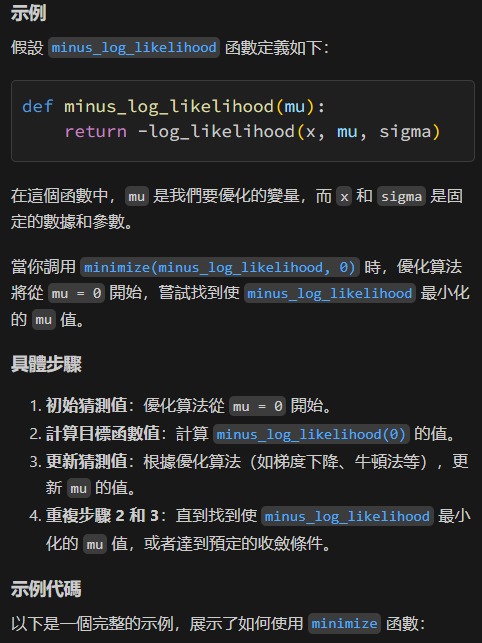 示例
假設 minus_log_likelihood 函數定義如下：
def minus_log_likelihood(mu):
    return -log_likelihood(x, mu, sigma)
在這個函數中，mu 是我們要優化的變量，而 x 和 sigma 是固
定的數據和參數。
當你調用 minimize(minus_log_likelihood, 0) 時，優化算法
將從 mu = 0 開始，嘗試找到使 minus_log_likelihood 最小化
的 mu 值。
具體步驟
1. 初始猜測值：優化算法從 mu = 0 開始。
2. 計算目標函數值：計算 minus_log_likelihood(0) 的值。
3. 更新猜測值：根據優化算法（如梯度下降、牛頓法等），更
新 mu 的值。
4. 重複步驟 2 和 3：直到找到使 minus_log_likelihood 最小
化的 mu 值，或者達到預定的收斂條件。
示例代碼
以下是一個完整的示例，展示了如何使用 minimize 函數：